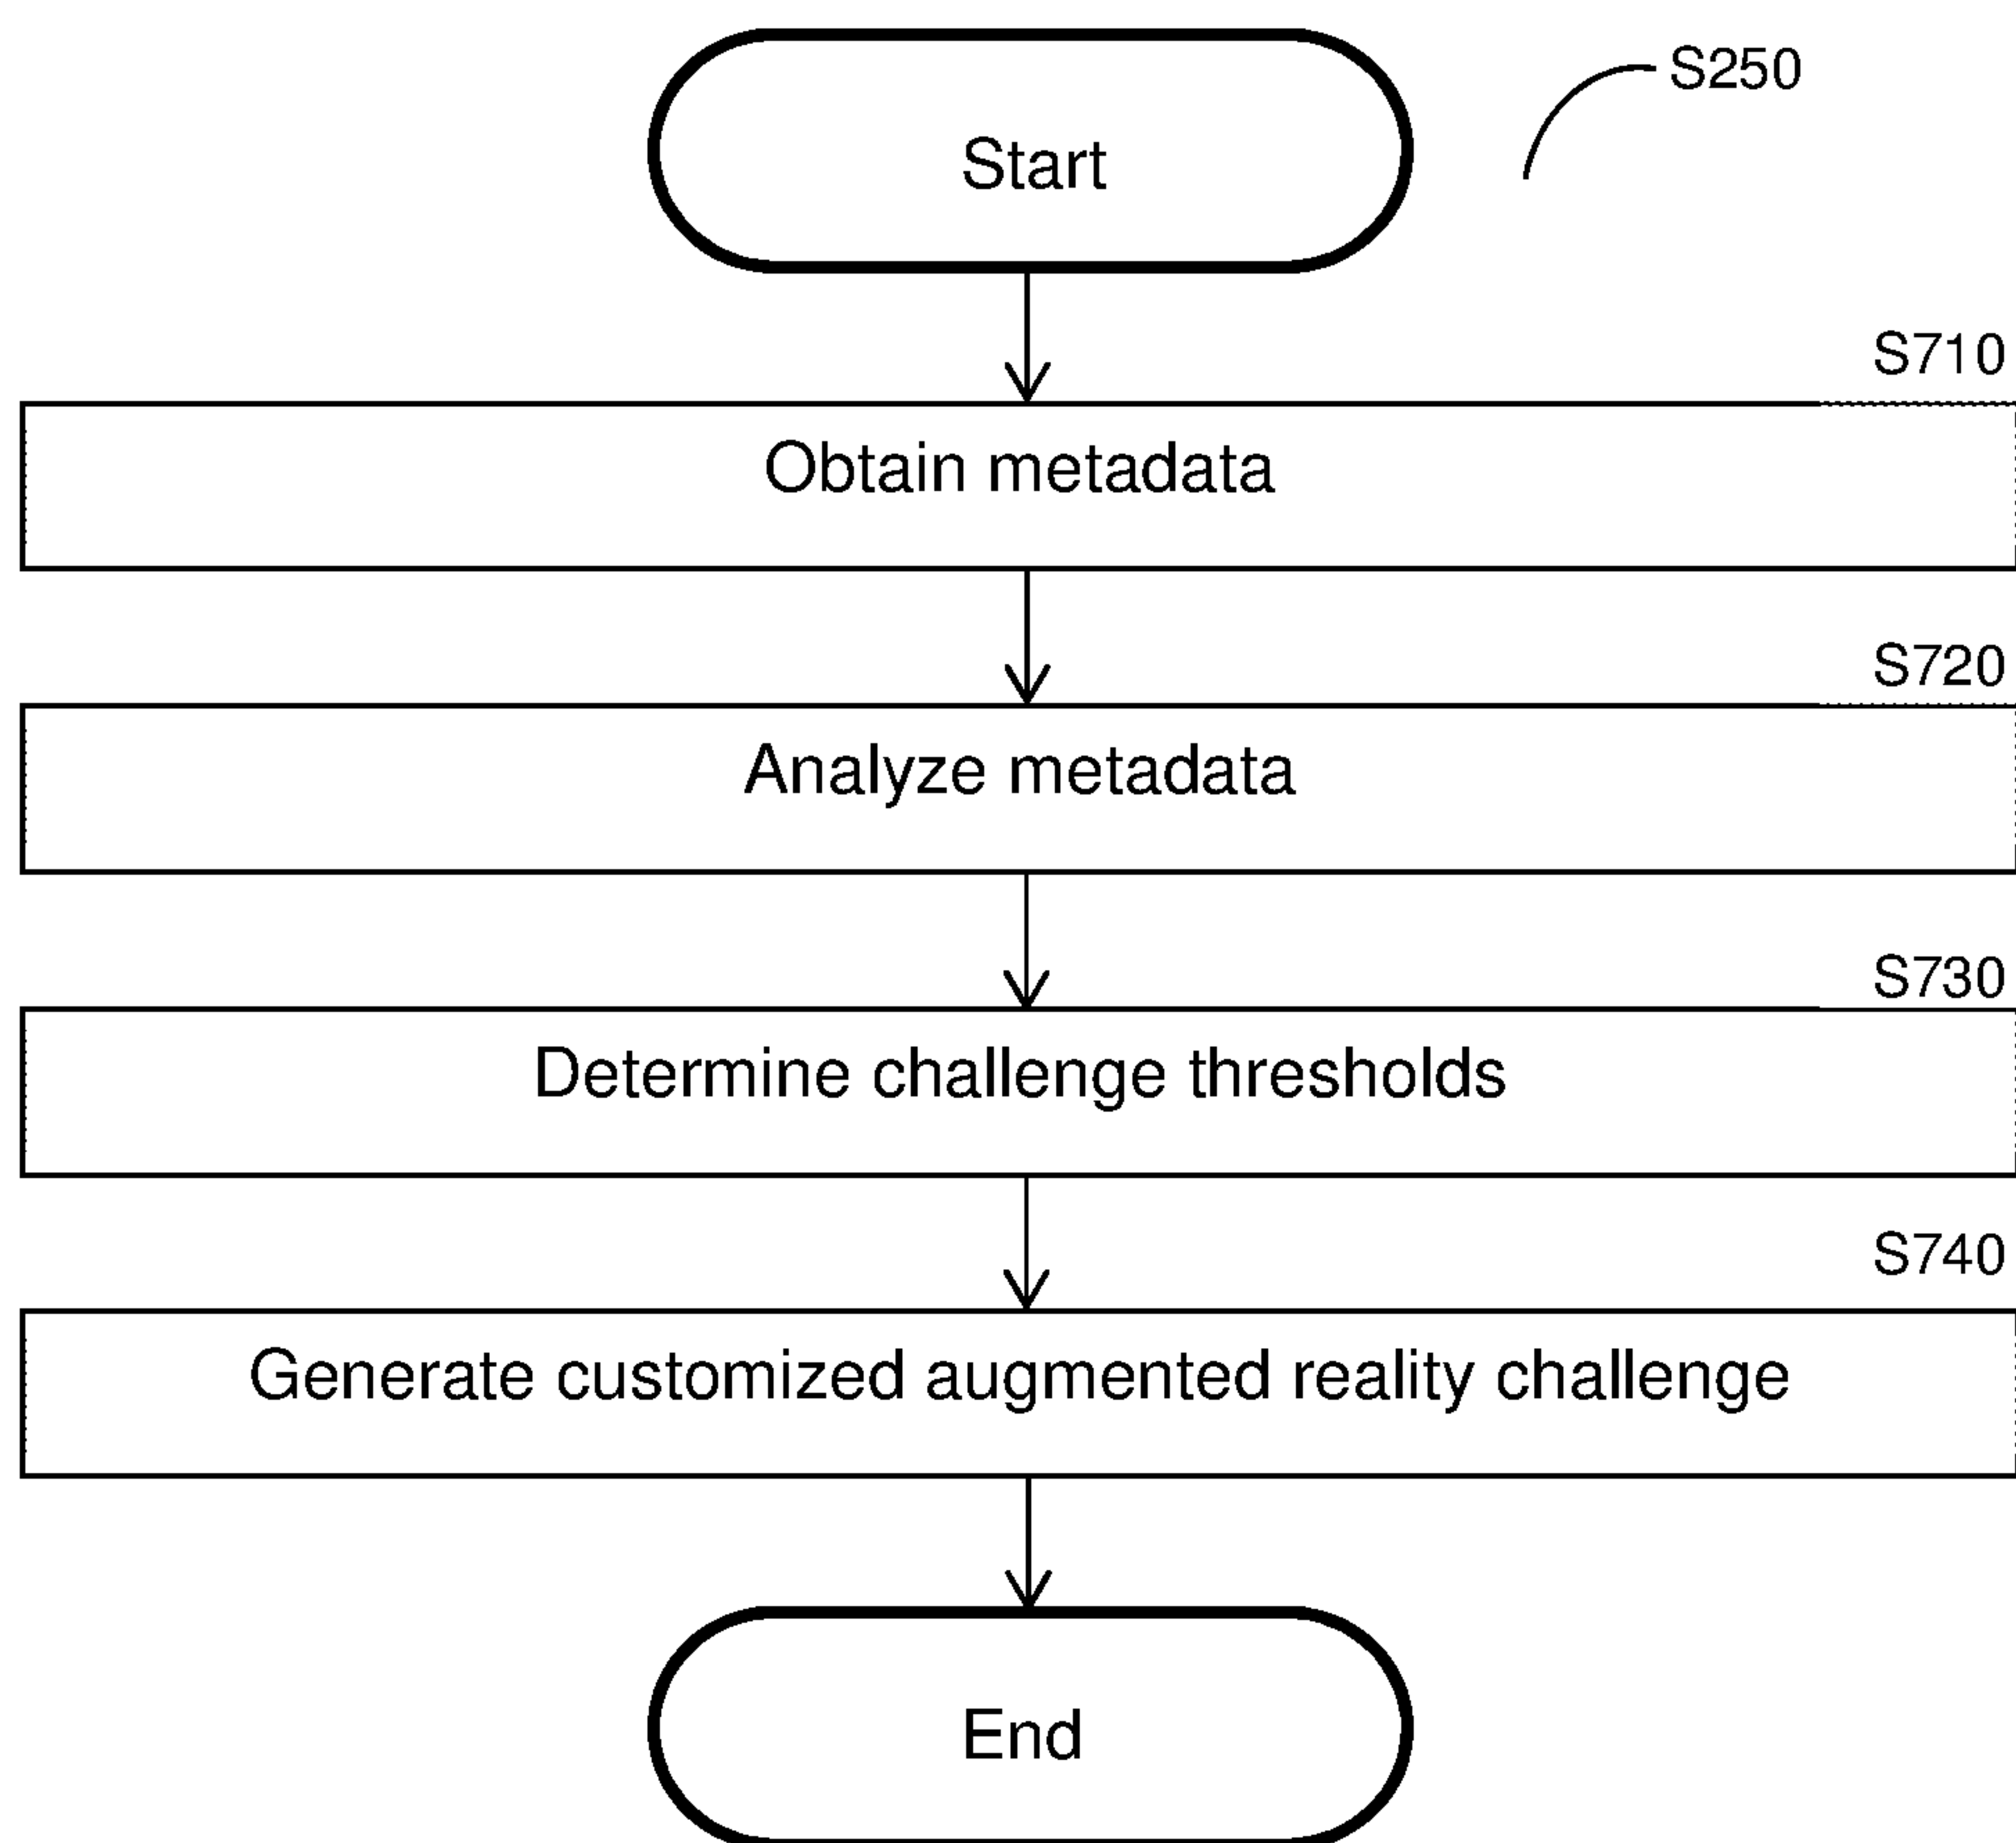 Start
S250
S710
Obtain metadata
S720
Analyze metadata
S730
Determine challenge thresholds
S740
Generate customized augmented reality challenge
End